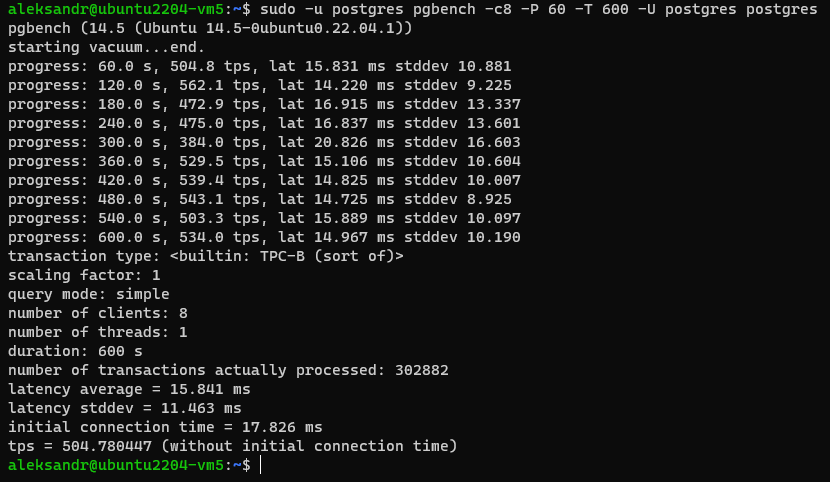 aleksandr@ubuntu2204-vm5:~$ sudo -u postgres pgbench -c8 -P 60 -T 600 -U postgres postgres
pgbench (14.5 (Ubuntu 14.5-0ubuntu0.22.04.1))
starting vacuum...end.
progress: 60.0 s, 504.8 tps, lat 15.831 ms stddev 10.881
progress: 120.0 s, 562.1 tps, lat 14.220 ms stddev 9.225
progress: 180.0 s, 472.9 tps, lat 16.915 ms stddev 13.337
progress: 240.0 s, 475.0 tps, lat 16.837 ms stddev 13.601
progress: 300.0 s, 384.0 tps, lat 20.826 ms stddev 16.603
progress: 360.0 s, 529.5 tps, lat 15.106 ms stddev 10.604
progress: 420.0 s, 539.4 tps, lat 14.825 ms stddev 10.007
progress: 480.0 s, 543.1 tps, lat 14.725 ms stddev 8.925
progress: 540.0 s, 503.3 tps, lat 15.889 ms stddev 10.097
progress: 600.0 s, 534.0 tps, lat 14.967 ms stddev 10.190
transaction type: <builtin: TPC-B (sort of)>
scaling factor: 1
query mode: simple
number of clients: 8
number of threads: 1
duration: 600 s
number of transactions actually processed: 302882
latency average = 15.841 ms
latency stddev = 11.463 ms
initial connection time = 17.826 ms
tps = 504.780447 (without initial connection time)
aleksandr@ubuntu2204-vm5:~$